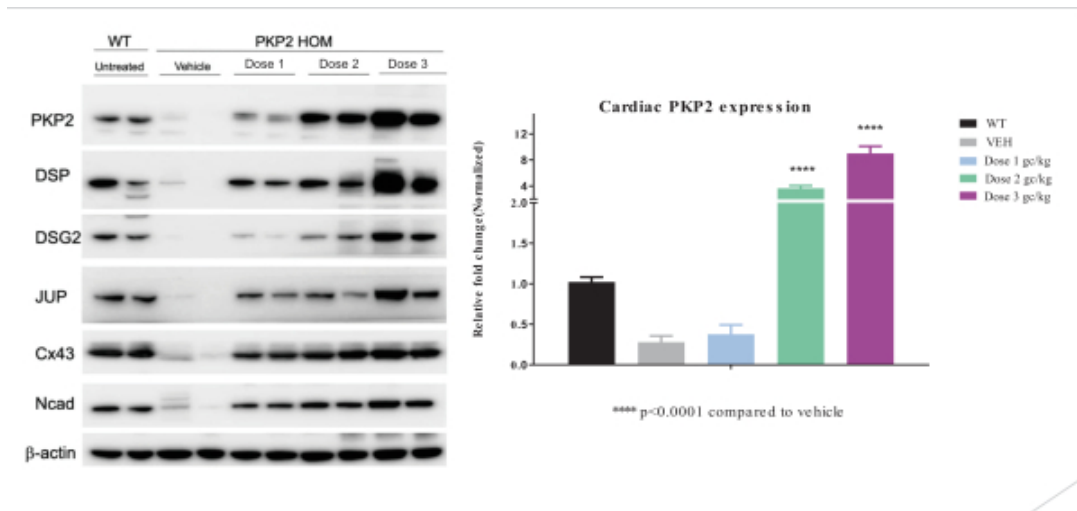 WT PKP2 HOM
Untreated Vehicle Dose 1 Dose 2 Dose 3
PKP2
DSP
DSG2
JUP
Cx43
Ncad
β-actin
Cardiac PKP2 expression
Relative fold change(Normalized)
12
8
4
2.0
1.5
1.0
0.5
0.0
****
****
WT
VEH
Dose 1 gc/kg
Dose 2 gc/kg
Dose 3 gc/kg
**** p<0.0001 compared to vehicle